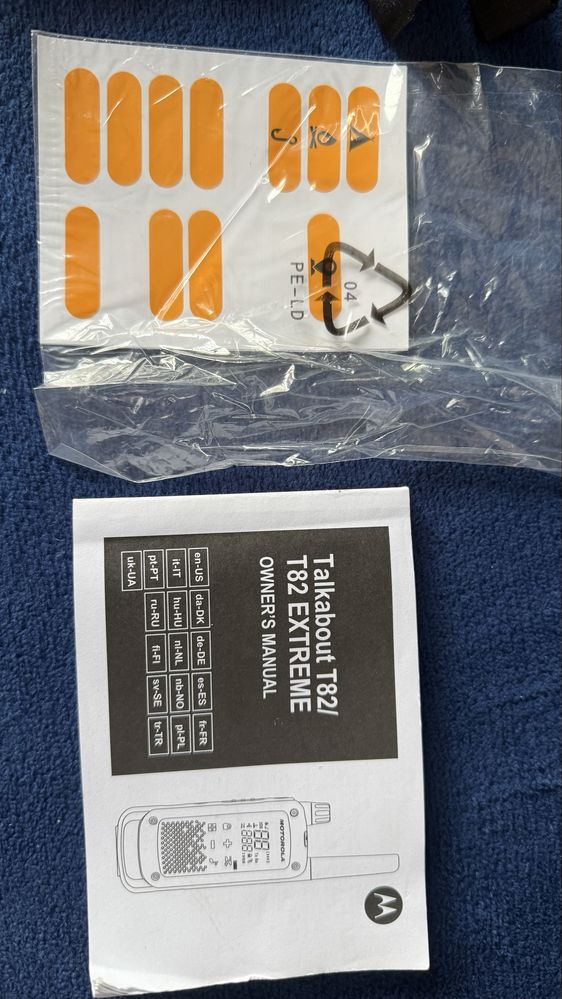 04
PE-LD
Talkabout T82/
T82 EXTREME
OWNER'S MANUAL
en-US da-DK de-DE es-ES fr-FR
it-IT hu-HU nl-NL nb-NO pl-PL
pt-PT ru-RU fi-FI sv-SE tr-TR
uk-UA
MOTOROLA